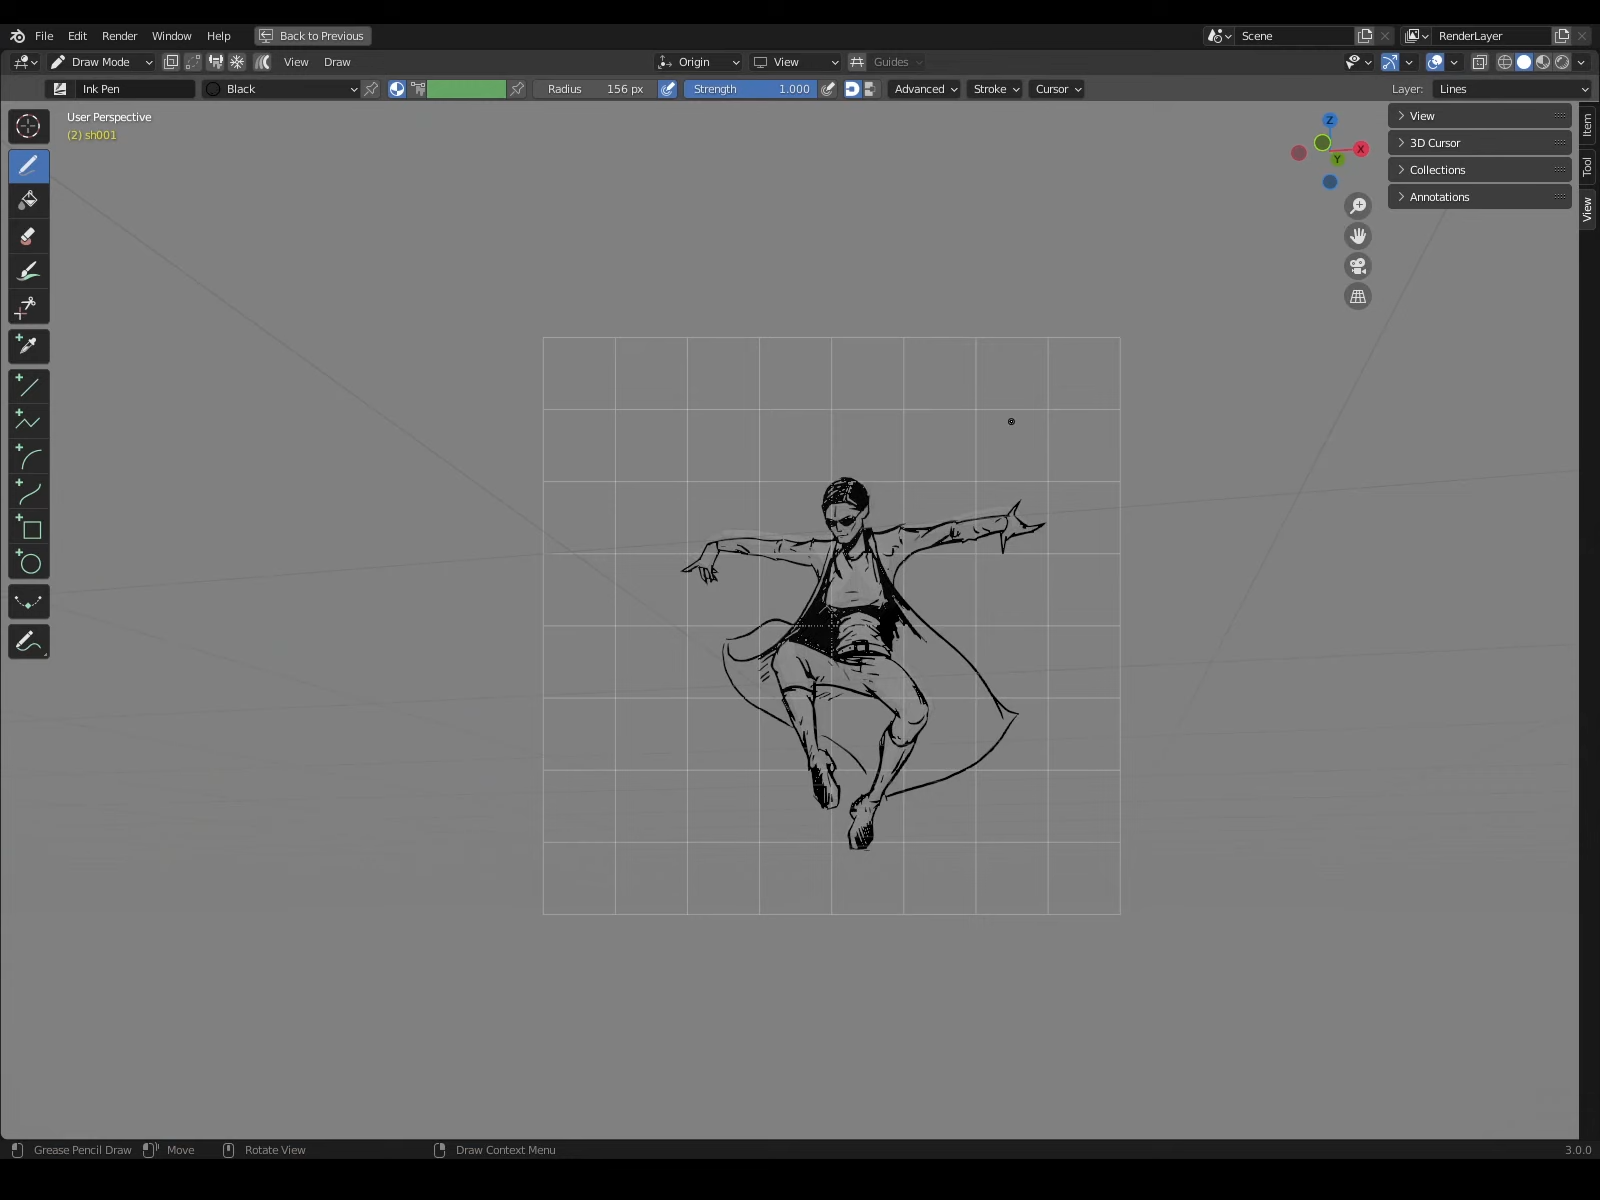 File Edit Render Window Help Back to Previous Scene RenderLayer
Draw Mode View Draw Origin View Guides
Ink Pen Black Radius 156 px Strength 1.000 Advanced Stroke Cursor Layer: Lines
User Perspective
(2) sh001
Z
X
Y
View
3D Cursor
Collections
Annotations
Item
Tool
View
Grease Pencil Draw Move Rotate View Draw Context Menu 3.0.0